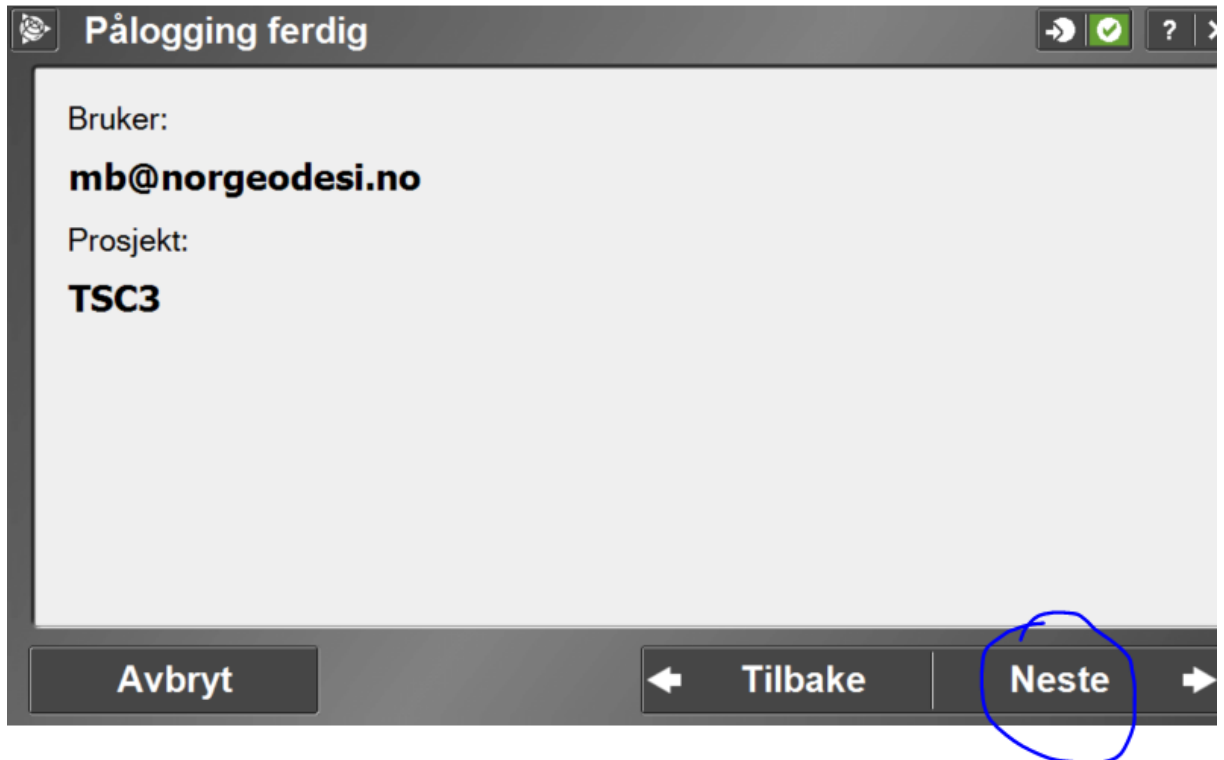 Pålogging ferdig
?
Bruker:
mb@norgeodesi.no
Prosjekt:
TSC3
Avbryt
Tilbake
Neste